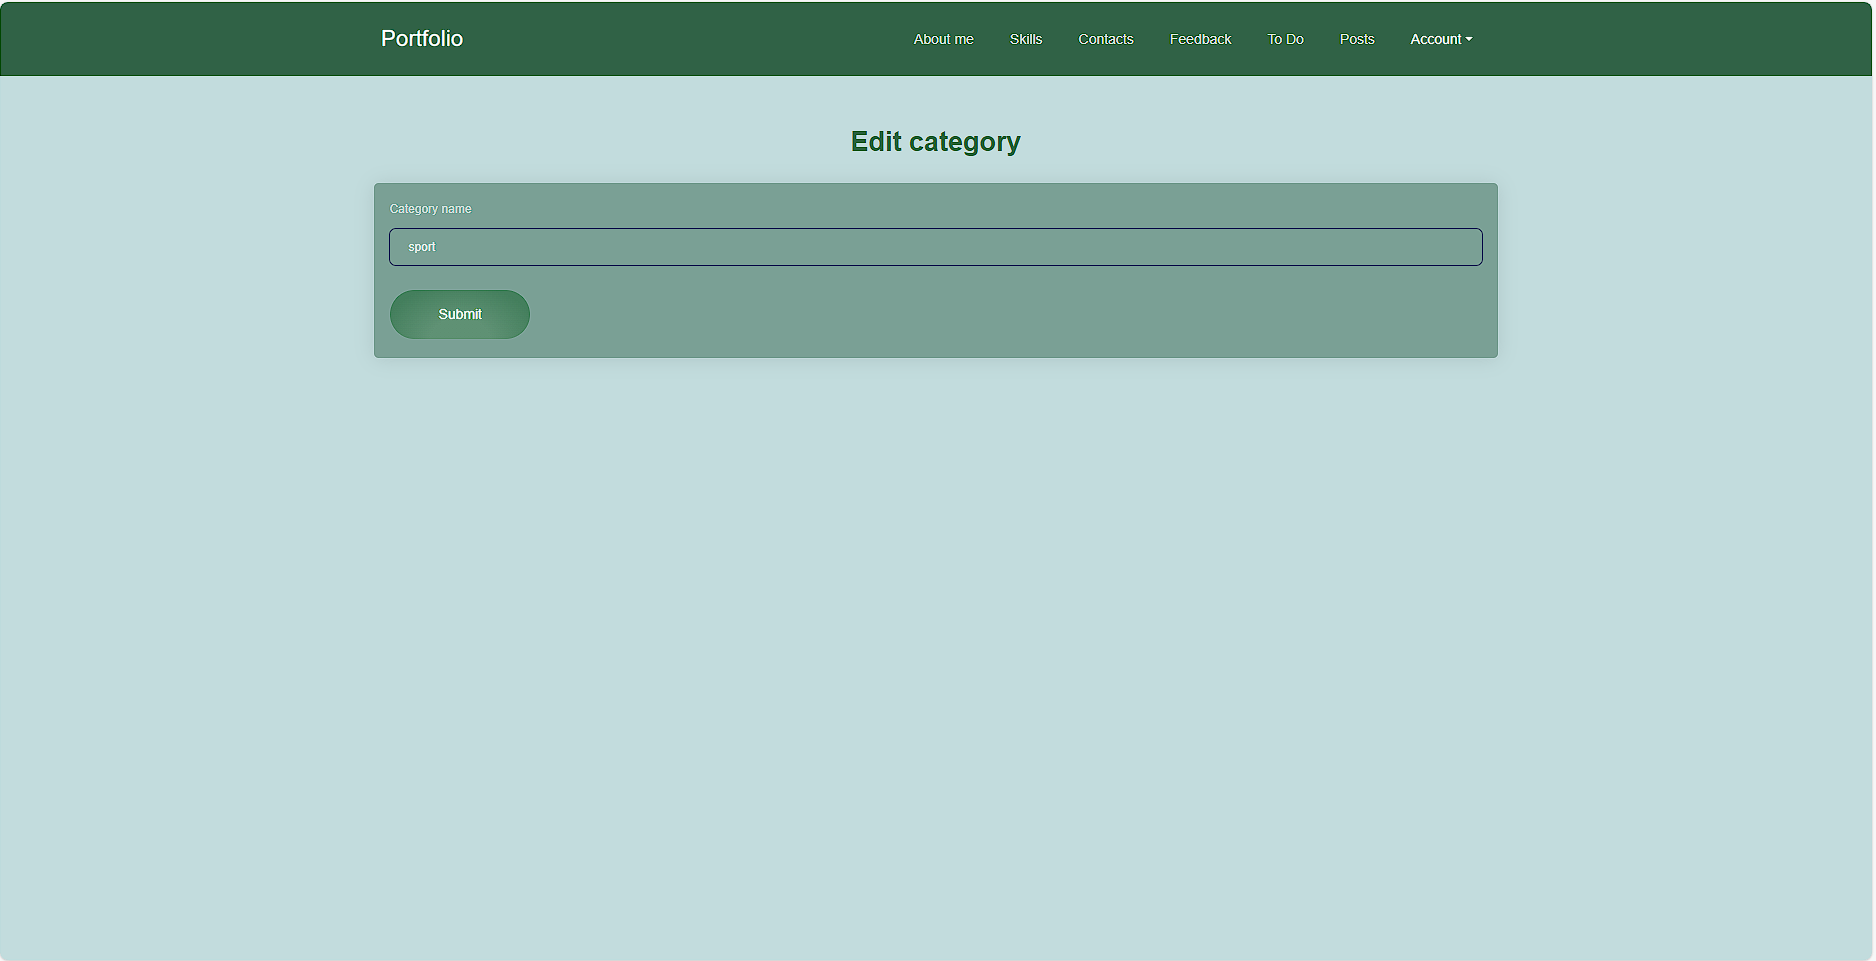 Portfolio About me Skills Contacts Feedback To Do Posts Account
Edit category
Category name
sport
Submit